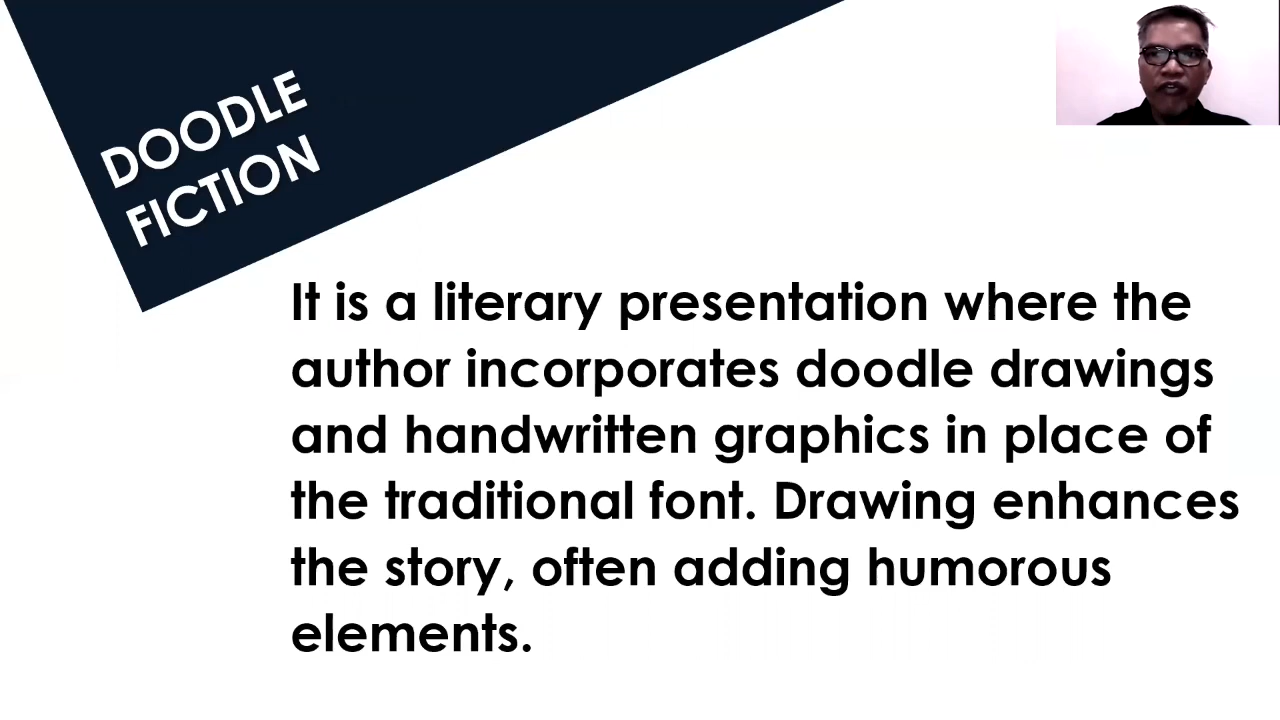 DOODLE
FICTION
It is a literary presentation where the
author incorporates doodle drawings
and handwritten graphics in place of
the traditional font. Drawing enhances
the story, often adding humorous
elements.